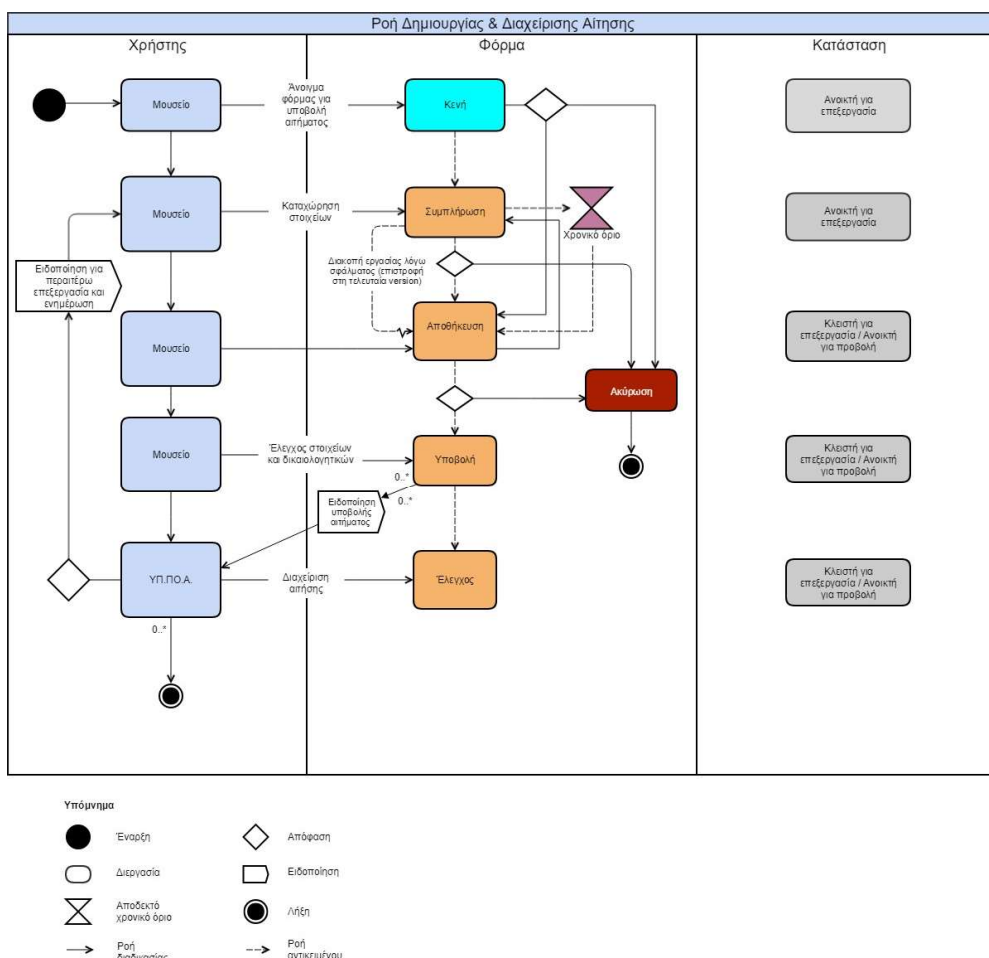 Ροή Δημιουργίας & Διαχείρισης Αίτησης
Χρήστης
Φόρμα
Κατάσταση
Μουσείο
Άνοιγμα
φόρμας για
υποβολή
αιτήματος
Κενή
Ανοικτή για
επεξεργασία
Μουσείο
Καταχώρηση
στοιχείων
Συμπλήρωση
Χρονικό όριο
Ανοικτή για
επεξεργασία
Ειδοποίηση για
περαιτέρω
επεξεργασία και
ενημέρωση
Διακοπή εργασίας λόγω
σφάλματος (επιστροφή
στη τελευταία version)
Μουσείο
Αποθήκευση
Κλειστή για
επεξεργασία / Ανοικτή
για προβολή
Ακύρωση
Μουσείο
Έλεγχος στοιχείων
και δικαιολογητικών
Υποβολή
Κλειστή για
επεξεργασία / Ανοικτή
για προβολή
0..*
0..*
Ειδοποίηση
υποβολής
αιτήματος
ΥΠ.ΠΟ.Α.
Διαχείριση
αιτήσης
Έλεγχος
Κλειστή για
επεξεργασία / Ανοικτή
για προβολή
0..*
Υπόμνημα
Έναρξη
Απόφαση
Διεργασία
Ειδοποίηση
Αποδεκτό
χρονικό όριο
Λήξη
Ροή
διαδικασίας
Ροή
αντικειμένου